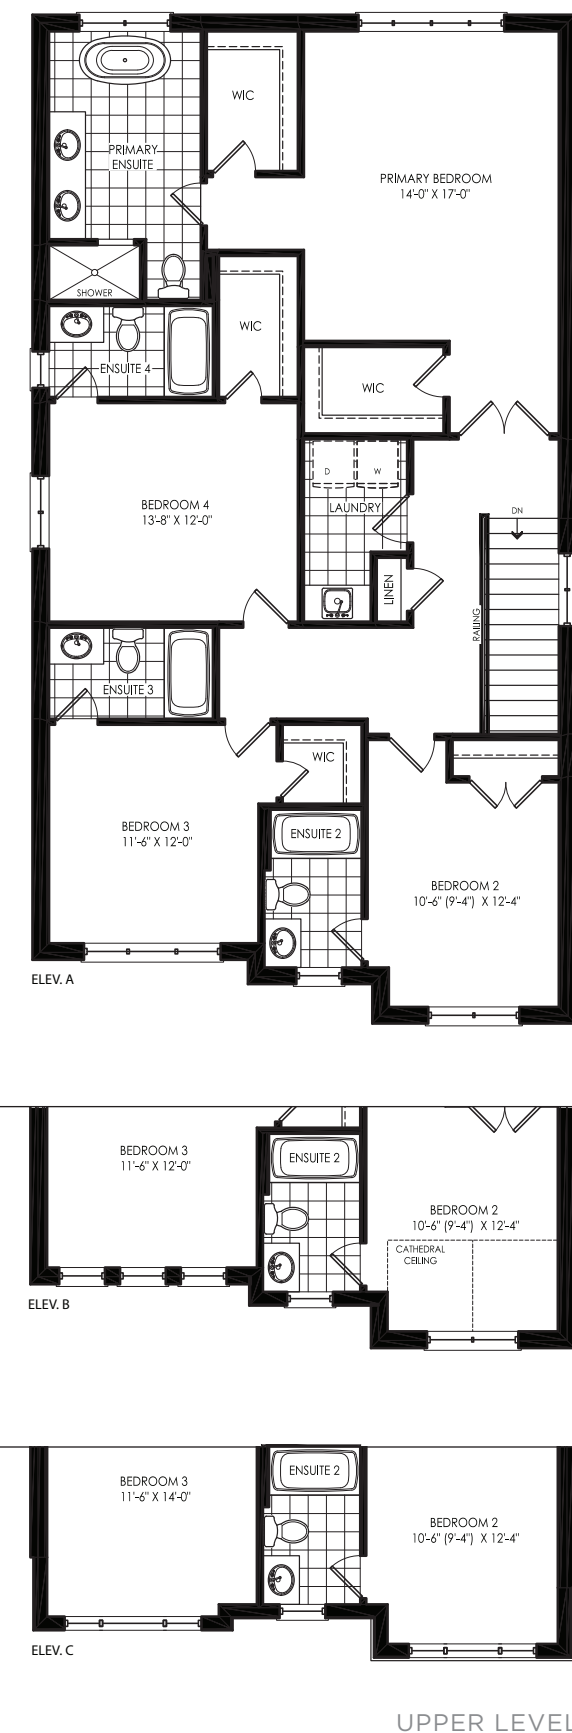 WIC
PRIMARY
ENSUITE
PRIMARY BEDROOM
14'-0" X 17'-0"
SHOWER
WIC
ENSUITE 4
WIC
D
W
BEDROOM 4
13'-8" X 12'-0"
LAUNDRY
DN
LINEN
RAILING
ENSUITE 3
WIC
BEDROOM 3
11'-6" X 12'-0"
ENSUITE 2
BEDROOM 2
10'-6" (9'-4") X 12'-4"
ELEV. A
BEDROOM 3
11'-6" X 12'-0"
ENSUITE 2
BEDROOM 2
10'-6" (9'-4") X 12'-4"
CATHEDRAL
CEILING
ELEV. B
BEDROOM 3
11'-6" X 14'-0"
ENSUITE 2
BEDROOM 2
10'-6" (9'-4") X 12'-4"
ELEV. C
UPPER LEVEL